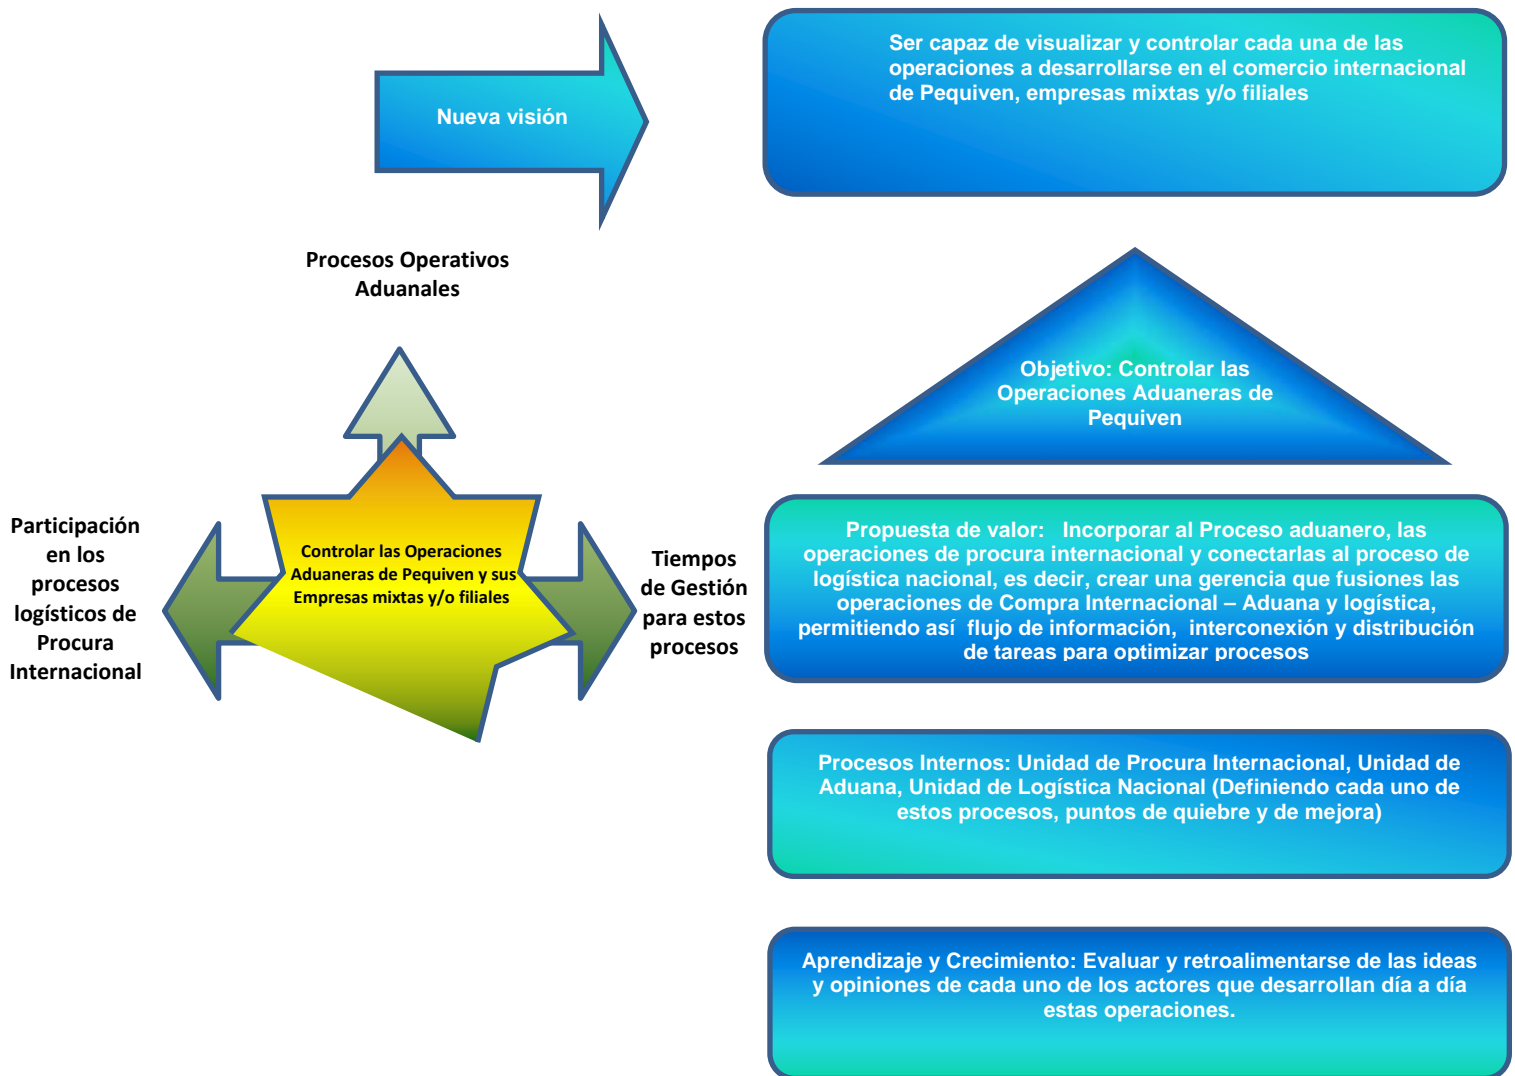 Nueva visión
Ser capaz de visualizar y controlar cada una de las
operaciones a desarrollarse en el comercio internacional
de Pequiven, empresas mixtas y/o filiales
Procesos Operativos
Aduanales
Participación
en los
procesos
logísticos de
Procura
Internacional
Controlar las Operaciones
Aduaneras de Pequiven y sus
Empresas mixtas y/o filiales
Tiempos
de Gestión
para estos
procesos
Objetivo: Controlar las
Operaciones Aduaneras de
Pequiven
Propuesta de valor: Incorporar al Proceso aduanero, las
operaciones de procura internacional y conectarlas al proceso de
logística nacional, es decir, crear una gerencia que fusiones las
operaciones de Compra Internacional – Aduana y logística,
permitiendo así flujo de información, interconexión y distribución
de tareas para optimizar procesos
Procesos Internos: Unidad de Procura Internacional, Unidad de
Aduana, Unidad de Logística Nacional (Definiendo cada uno de
estos procesos, puntos de quiebre y de mejora)
Aprendizaje y Crecimiento: Evaluar y retroalimentarse de las ideas
y opiniones de cada uno de los actores que desarrollan día a día
estas operaciones.